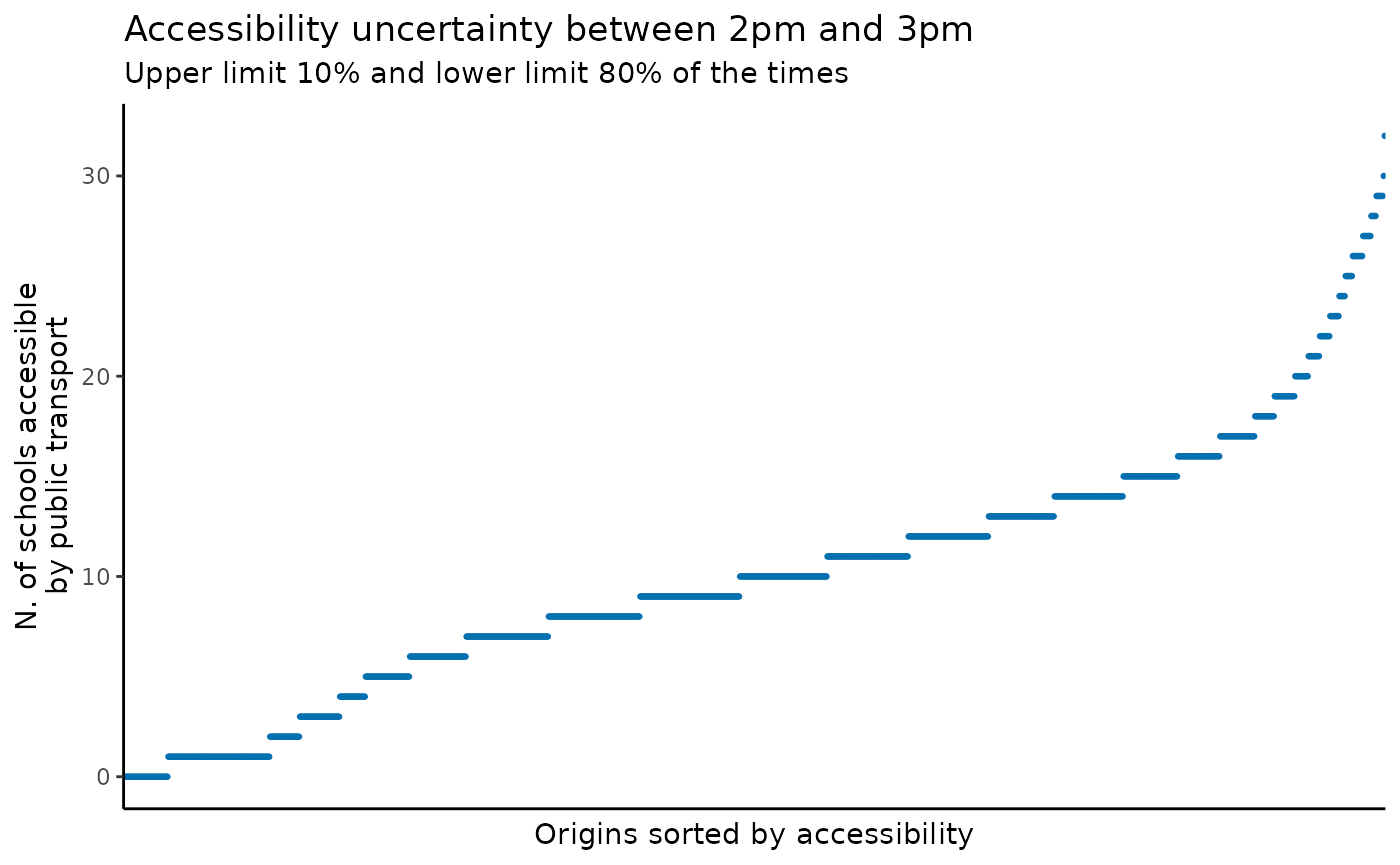 Accessibility uncertainty between 2pm and 3pm
Upper limit 10% and lower limit 80% of the times
N. of schools accessible
by public transport
30
20
10
0
Origins sorted by accessibility